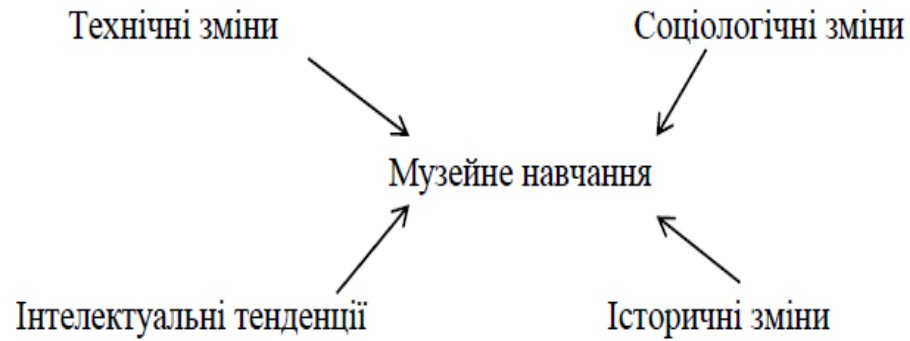 Технічні зміни
Соціологічні зміни
Музейне навчання
Інтелектуальні тенденції
Історичні зміни